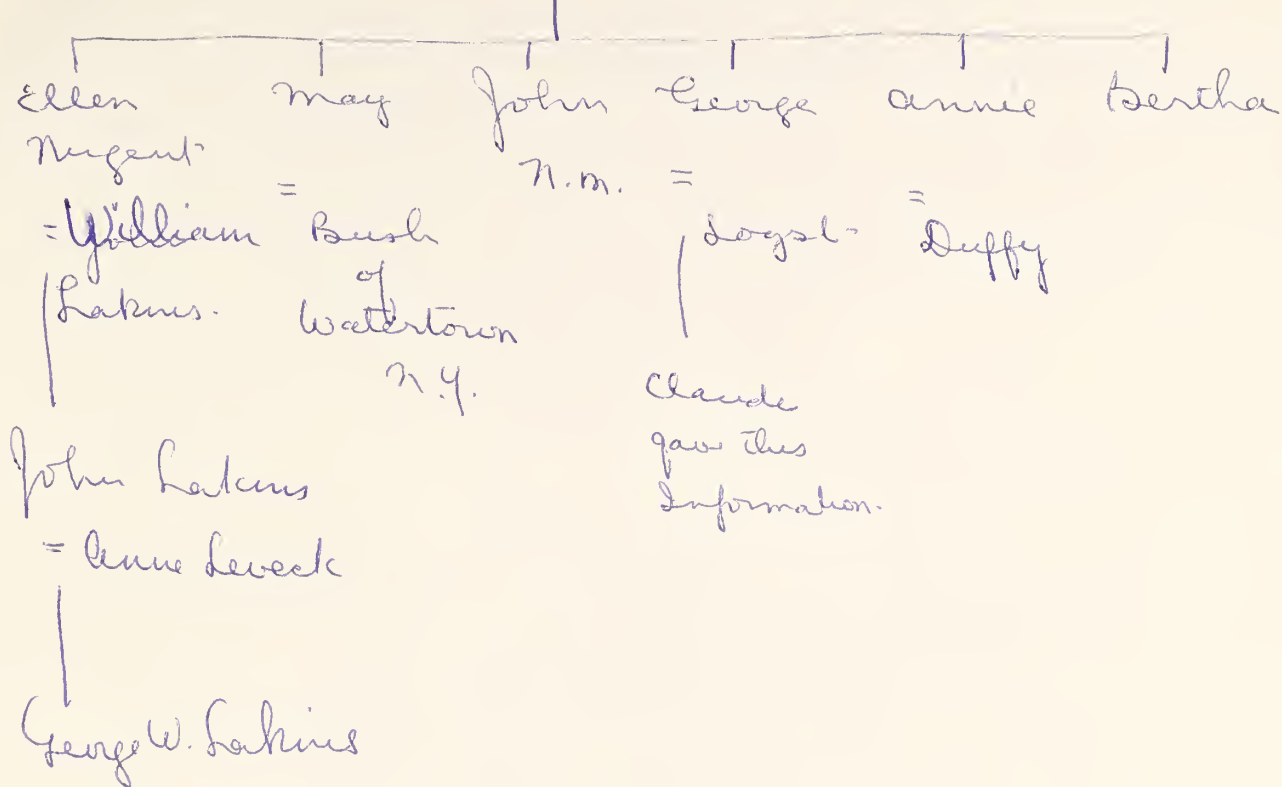 Ellen May John George Annie Bertha
Nugent
= William
Lakins.
= Bush
of
Watertown
N.Y.
N.M.
=
= Duffy
John Lakins
= Anne Leveck
George W. Lakins
Claude
gave this
Information.